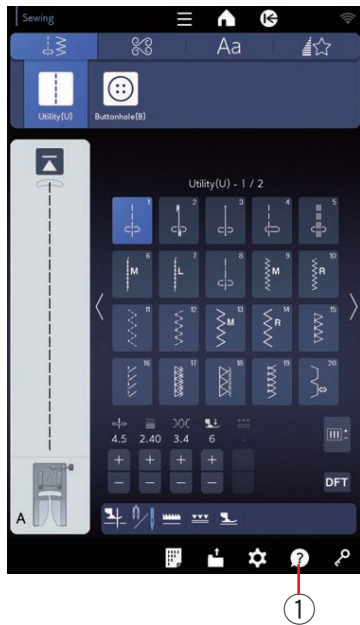 Sewing
Aa
Utility(U) Buttonhole(B)
Utility(U) - 1 / 2
1 2 3 4 5
6 M 7 L 8 9 M 10 R
11 12 13 M 14 R 15
16 17 18 19 20
4.5 2.40 3.4 6 -
+ + + +
- - - -
DFT
A
?
1